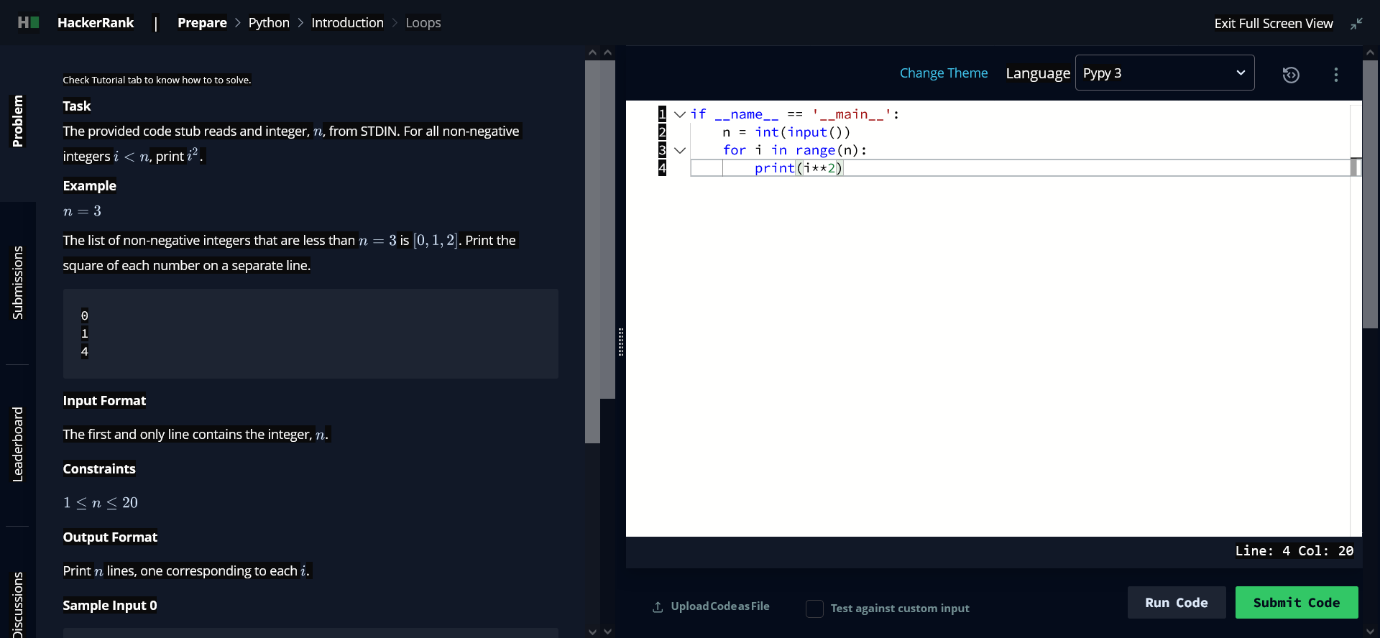 H
HackerRank | Prepare > Python > Introduction > Loops
Exit Full Screen View
Problem
Submissions
Leaderboard
Discussions
Check Tutorial tab to know how to to solve.
Task
The provided code stub reads and integer, n, from STDIN. For all non-negative
integers i < n, print i².
Example
n = 3
The list of non-negative integers that are less than n = 3 is [0, 1, 2]. Print the
square of each number on a separate line.
0
1
4
Input Format
The first and only line contains the integer, n.
Constraints
1 ≤ n ≤ 20
Output Format
Print n lines, one corresponding to each i.
Sample Input 0
Change Theme Language Pypy 3
1 if __name__ == '__main__':
2     n = int(input())
3     for i in range(n):
4         print(i**2)
Line: 4 Col: 20
Upload Code as File
Test against custom input
Run Code
Submit Code